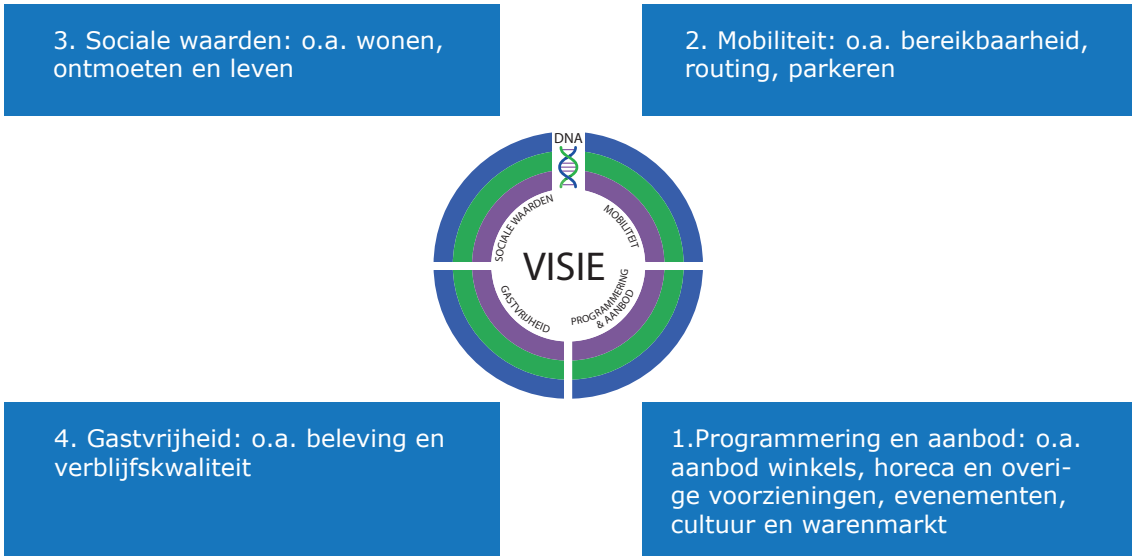 3. Sociale waarden: o.a. wonen,
ontmoeten en leven
2. Mobiliteit: o.a. bereikbaarheid,
routing, parkeren
DNA
SOCIALE WAARDEN
MOBILITEIT
VISIE
GASTVRIJHEID
PROGRAMMERING
& AANBOD
4. Gastvrijheid: o.a. beleving en
verblijfskwaliteit
1.Programmering en aanbod: o.a.
aanbod winkels, horeca en overi-
ge voorzieningen, evenementen,
cultuur en warenmarkt